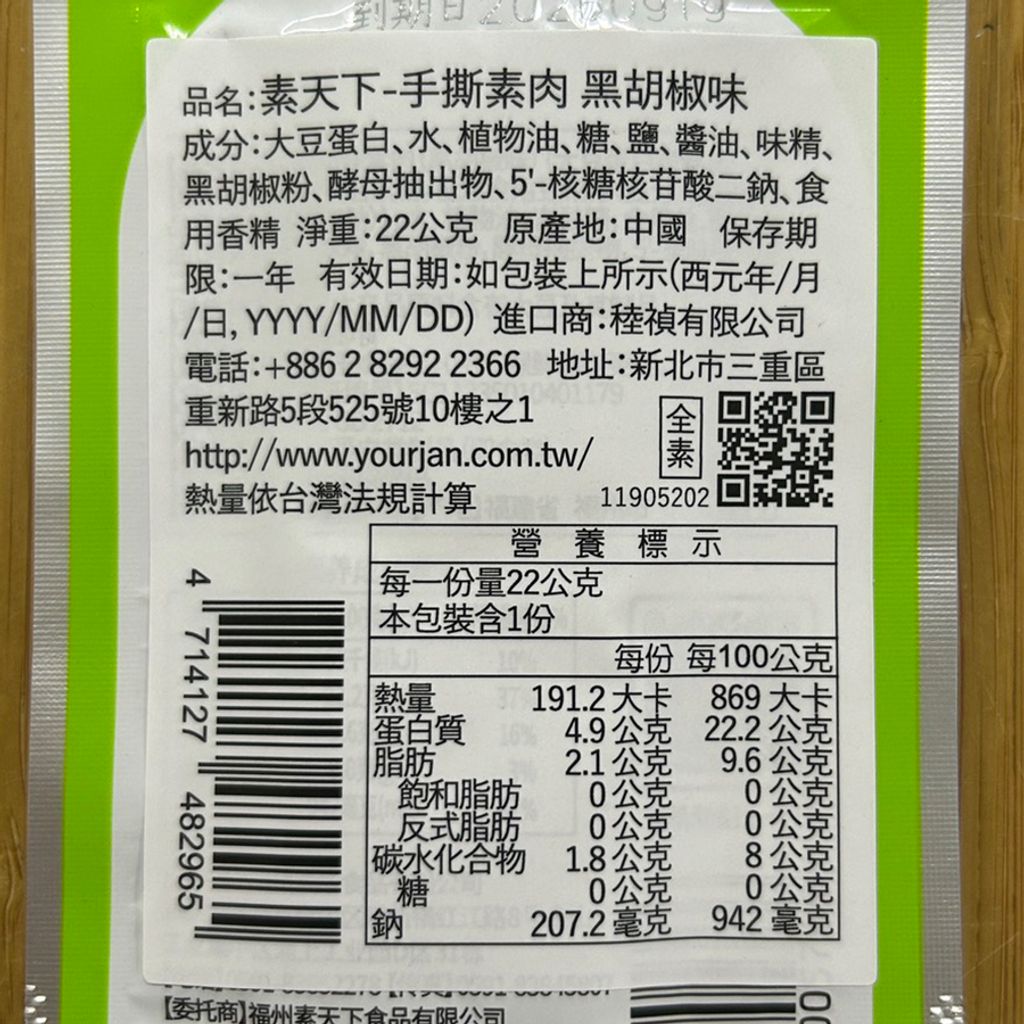 到期日20260919
品名:素天下-手撕素肉 黑胡椒味
成分:大豆蛋白、水、植物油、糖、鹽、醬油、味精、
黑胡椒粉、酵母抽出物、5'-核糖核苷酸二鈉、食
用香精 淨重:22公克 原產地:中國 保存期
限:一年 有效日期:如包裝上所示(西元年/月
/日, YYYY/MM/DD) 進口商:稑禎有限公司
電話:+886 2 8292 2366 地址:新北市三重區
重新路5段525號10樓之1
http://www.yourjan.com.tw/
熱量依台灣法規計算
全素
11905202
營養標示
每一份量22公克
本包裝含1份
每份 每100公克
熱量 191.2 大卡 869 大卡
蛋白質 4.9 公克 22.2 公克
脂肪 2.1 公克 9.6 公克
飽和脂肪 0 公克 0 公克
反式脂肪 0 公克 0 公克
碳水化合物 1.8 公克 8 公克
糖 0 公克 0 公克
鈉 207.2 毫克 942 毫克
4 714127 482965
【委托商】福州素天下食品有限公司